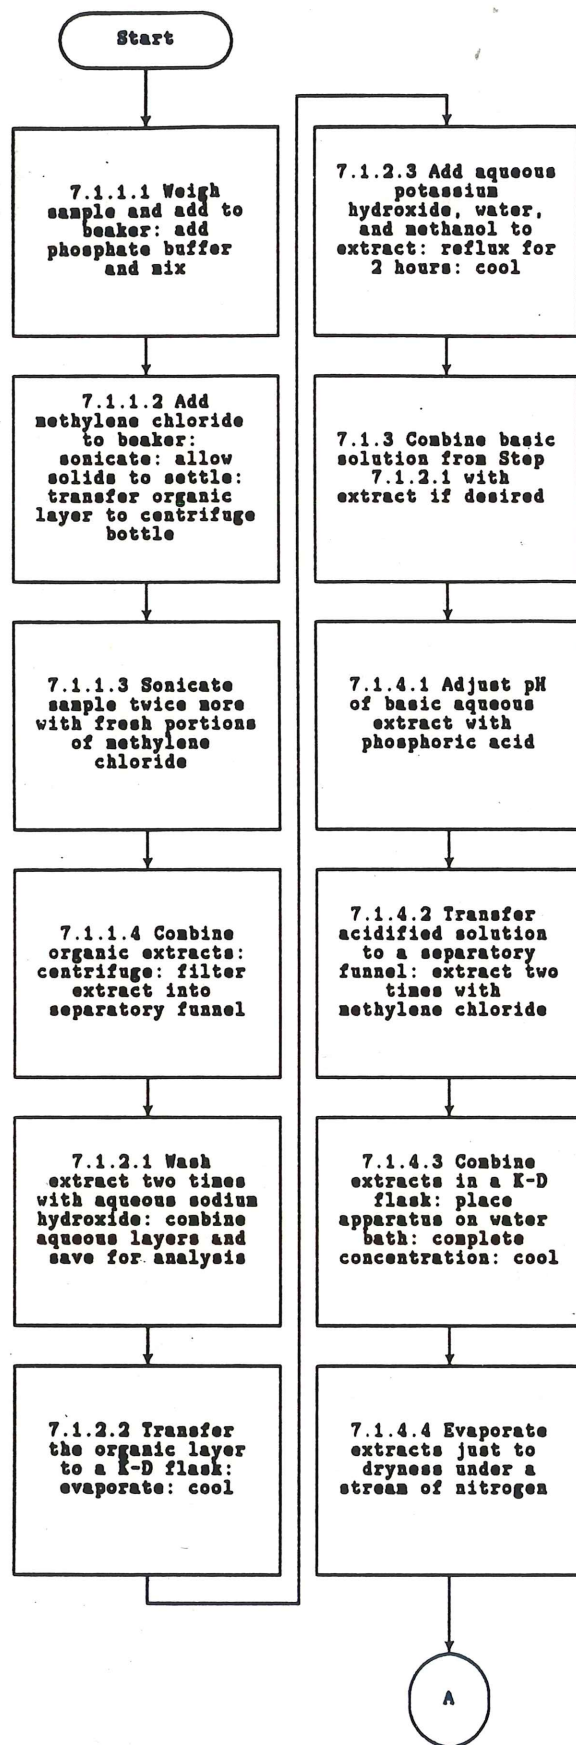 Start
7.1.1.1 Weigh
sample and add to
beaker: add
phosphate buffer
and mix
7.1.1.2 Add
methylene chloride
to beaker:
sonicate: allow
solids to settle:
transfer organic
layer to centrifuge
bottle
7.1.1.3 Sonicate
sample twice more
with fresh portions
of methylene
chloride
7.1.1.4 Combine
organic extracts:
centrifuge: filter
extract into
separatory funnel
7.1.2.1 Wash
extract two times
with aqueous sodium
hydroxide: combine
aqueous layers and
save for analysis
7.1.2.2 Transfer
the organic layer
to a K-D flask:
evaporate: cool
7.1.2.3 Add aqueous
potassium
hydroxide, water,
and methanol to
extract: reflux for
2 hours: cool
7.1.3 Combine basic
solution from Step
7.1.2.1 with
extract if desired
7.1.4.1 Adjust pH
of basic aqueous
extract with
phosphoric acid
7.1.4.2 Transfer
acidified solution
to a separatory
funnel: extract two
times with
methylene chloride
7.1.4.3 Combine
extracts in a K-D
flask: place
apparatus on water
bath: complete
concentration: cool
7.1.4.4 Evaporate
extracts just to
dryness under a
stream of nitrogen
A